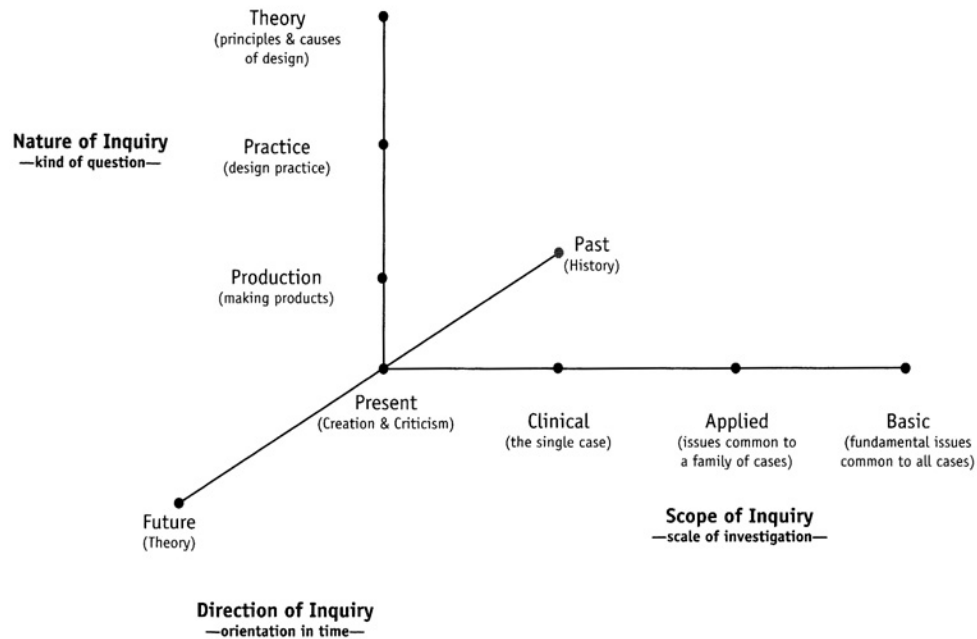 Theory
(principles & causes
of design)
Nature of Inquiry
—kind of question—
Practice
(design practice)
Past
(History)
Production
(making products)
Present
(Creation & Criticism)
Clinical
(the single case)
Applied
(issues common to
a family of cases)
Basic
(fundamental issues
common to all cases)
Future
(Theory)
Scope of Inquiry
—scale of investigation—
Direction of Inquiry
—orientation in time—